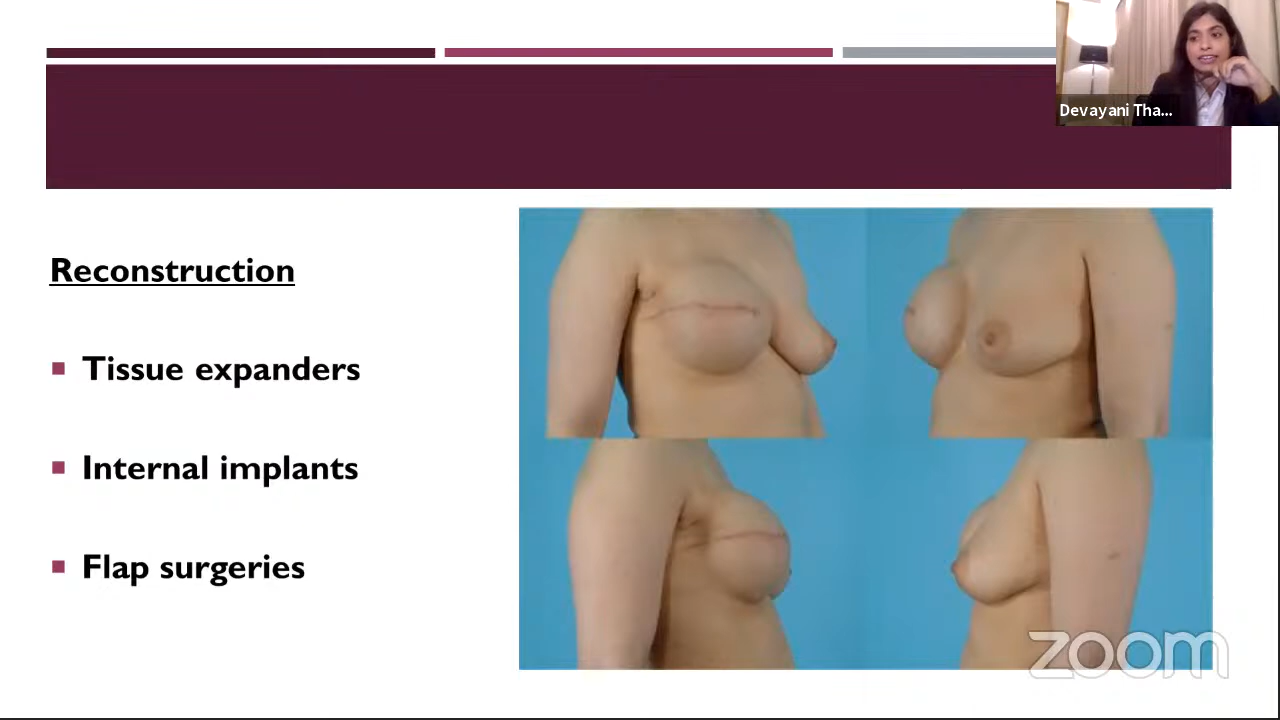 Devayani Tha...
Reconstruction
Tissue expanders
Internal implants
Flap surgeries
zoom